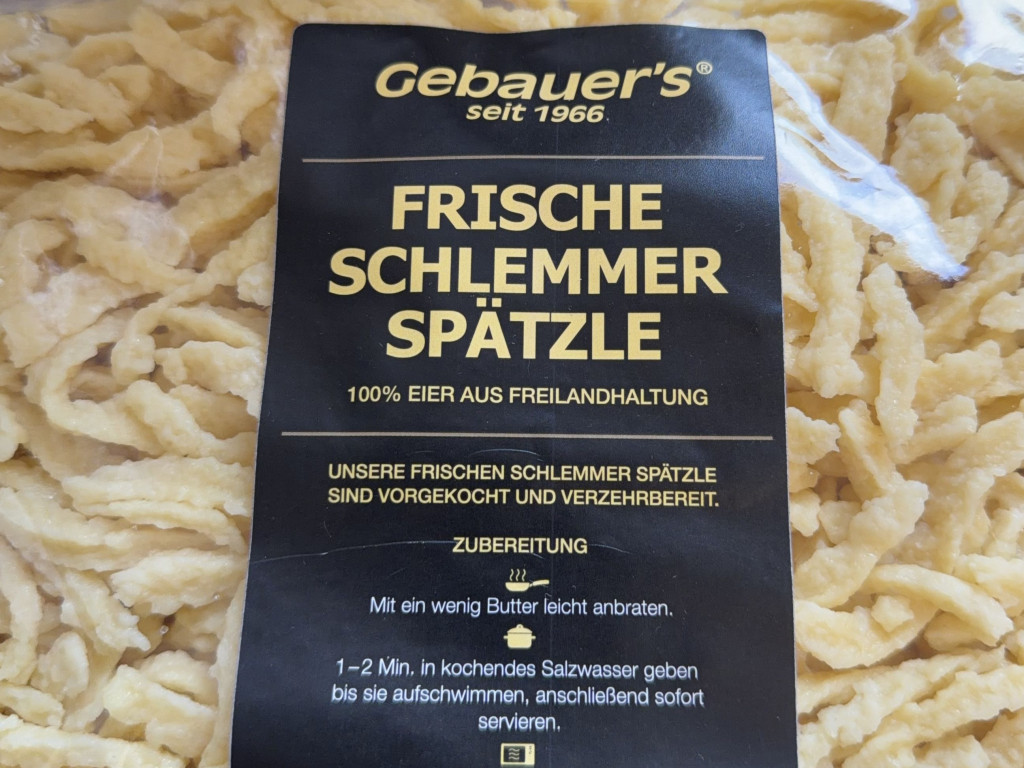 Gebauer's®
seit 1966
FRISCHE
SCHLEMMER
SPÄTZLE
100% EIER AUS FREILANDHALTUNG
UNSERE FRISCHEN SCHLEMMER SPÄTZLE
SIND VORGEKOCHT UND VERZEHRBEREIT.
ZUBEREITUNG
Mit ein wenig Butter leicht anbraten.
1–2 Min. in kochendes Salzwasser geben
bis sie aufschwimmen, anschließend sofort
servieren.